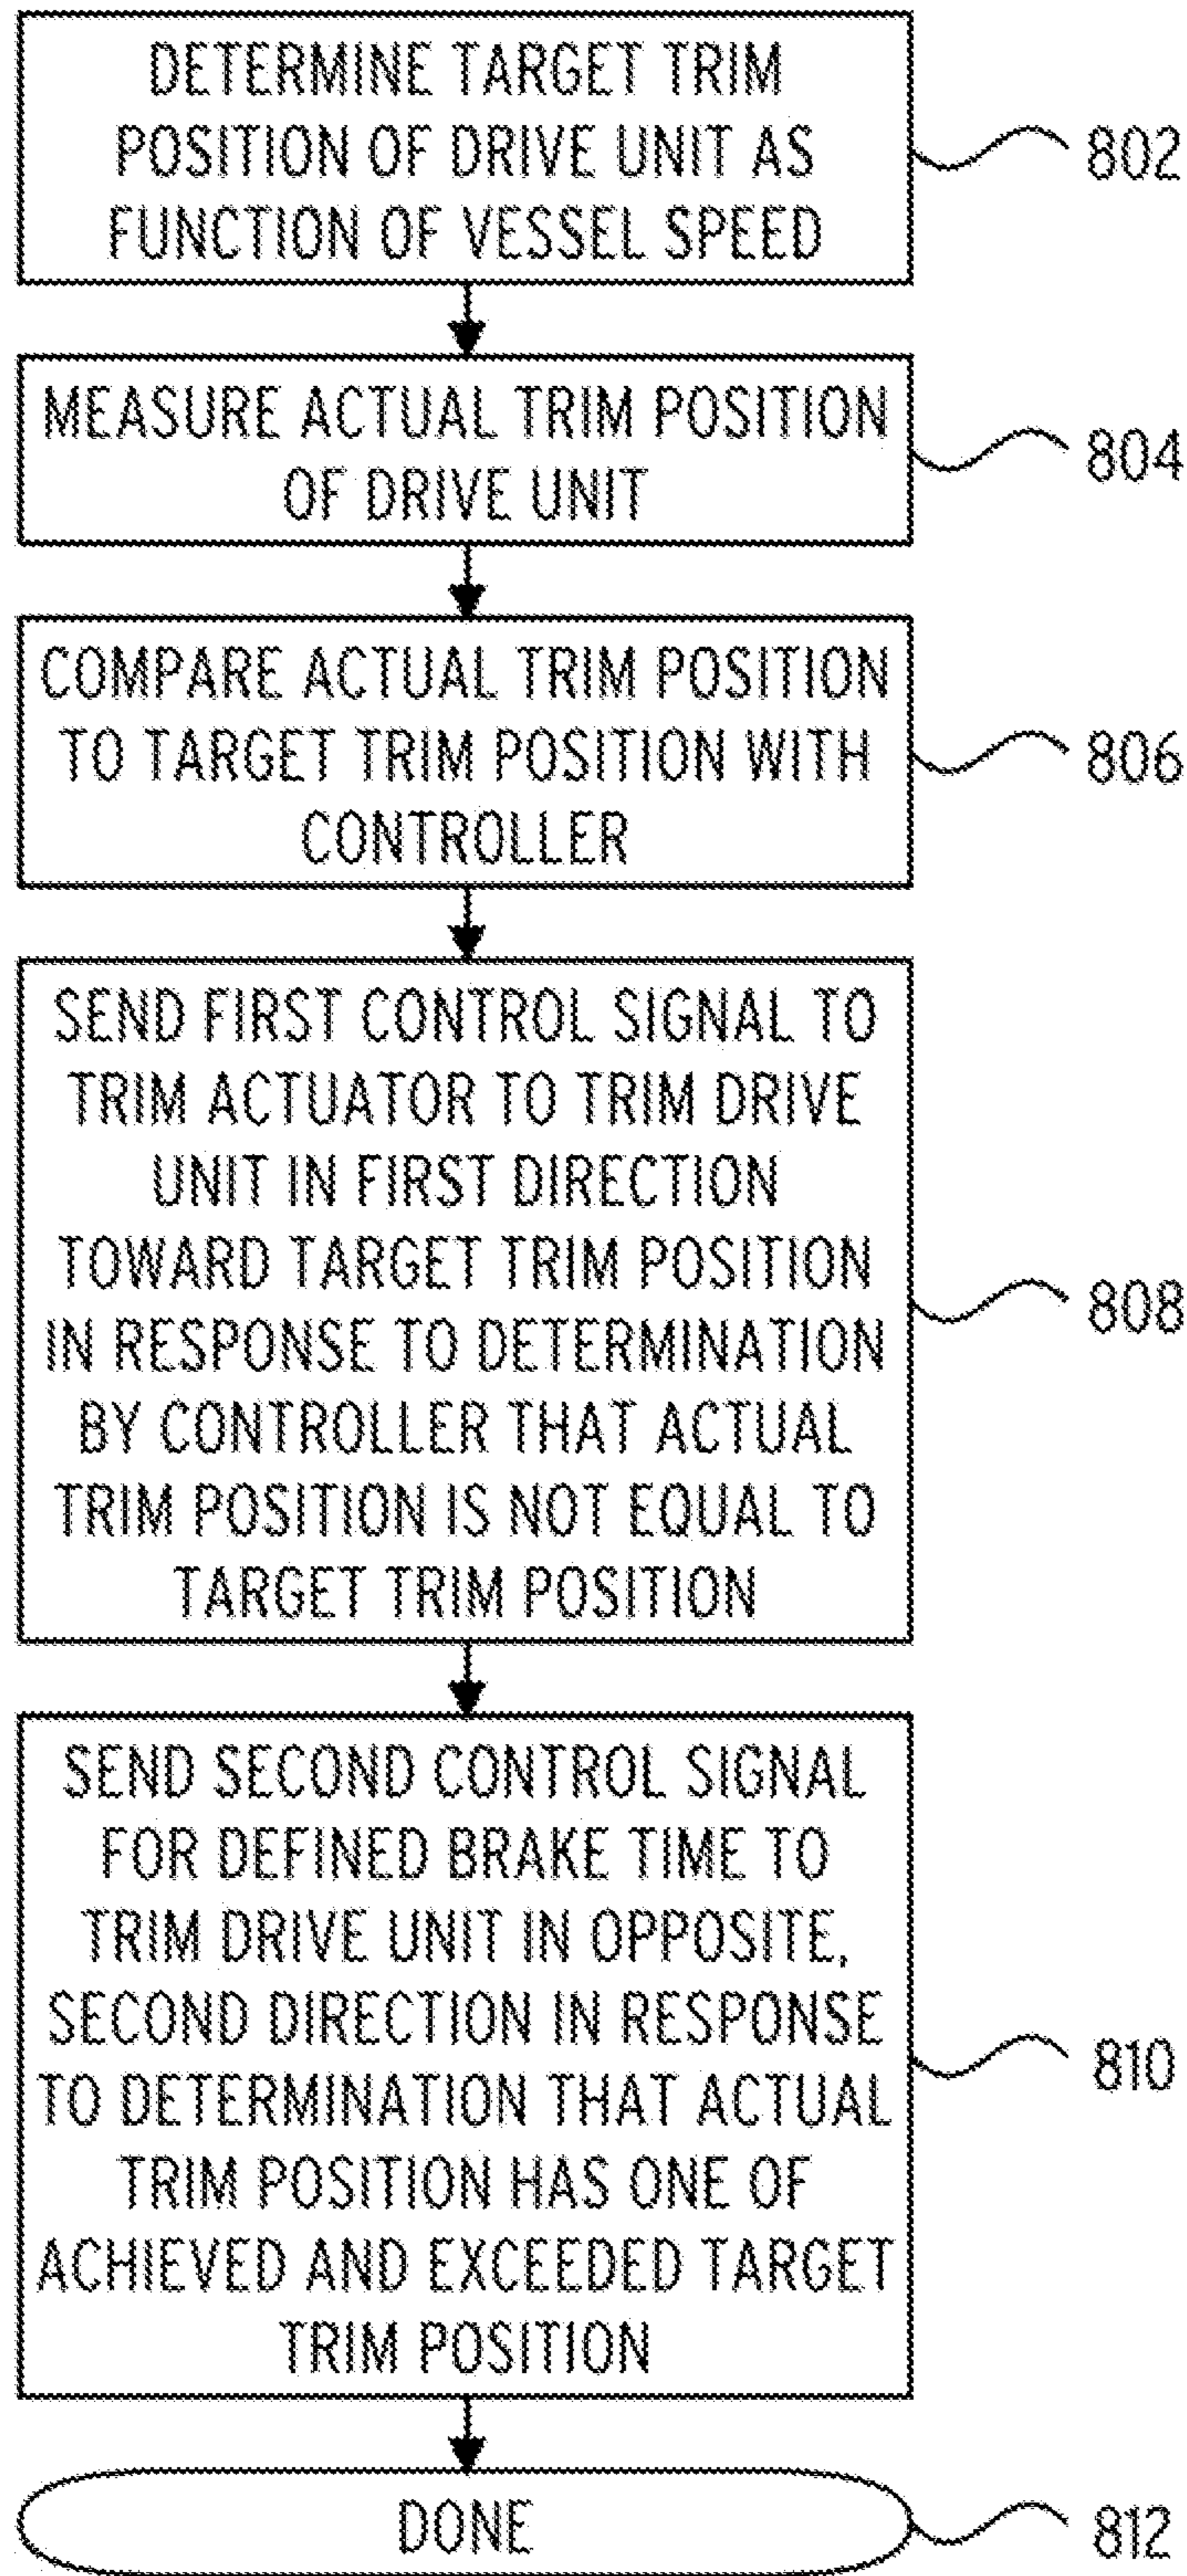 DETERMINE TARGET TRIM
POSITION OF DRIVE UNIT AS
FUNCTION OF VESSEL SPEED
802
MEASURE ACTUAL TRIM POSITION
OF DRIVE UNIT
804
COMPARE ACTUAL TRIM POSITION
TO TARGET TRIM POSITION WITH
CONTROLLER
806
SEND FIRST CONTROL SIGNAL TO
TRIM ACTUATOR TO TRIM DRIVE
UNIT IN FIRST DIRECTION
TOWARD TARGET TRIM POSITION
IN RESPONSE TO DETERMINATION
BY CONTROLLER THAT ACTUAL
TRIM POSITION IS NOT EQUAL TO
TARGET TRIM POSITION
808
SEND SECOND CONTROL SIGNAL
FOR DEFINED BRAKE TIME TO
TRIM DRIVE UNIT IN OPPOSITE,
SECOND DIRECTION IN RESPONSE
TO DETERMINATION THAT ACTUAL
TRIM POSITION HAS ONE OF
ACHIEVED AND EXCEEDED TARGET
TRIM POSITION
810
DONE
812